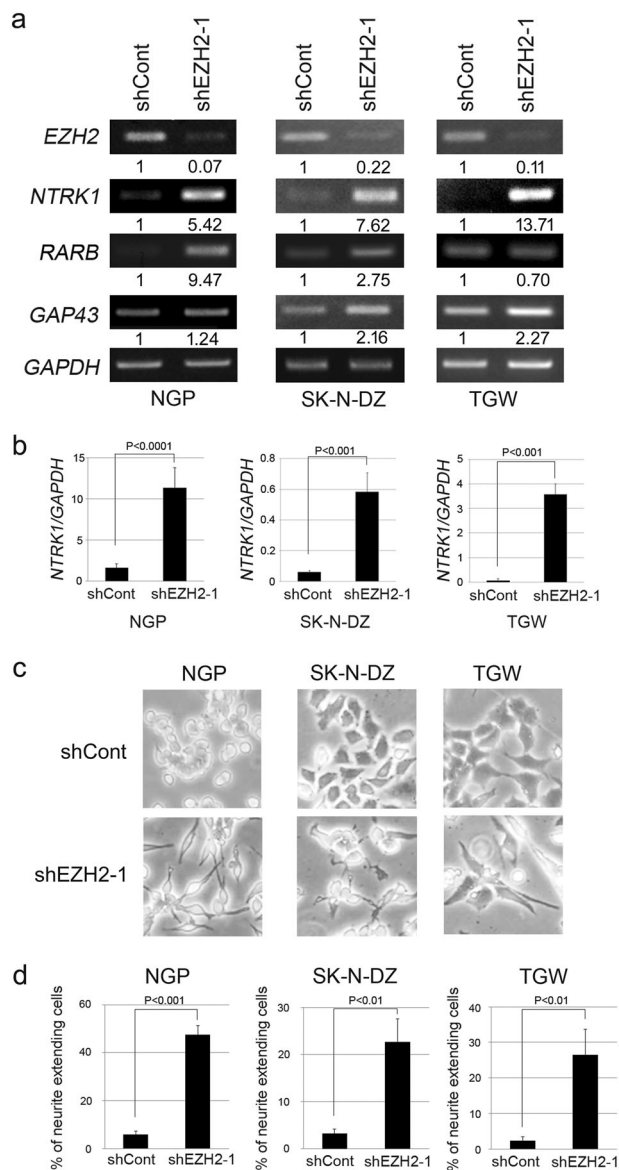 a
shCont shEZH2-1 shCont shEZH2-1 shCont shEZH2-1
EZH2
1 0.07 1 0.22 1 0.11
NTRK1
1 5.42 1 7.62 1 13.71
RARB
1 9.47 1 2.75 1 0.70
GAP43
1 1.24 1 2.16 1 2.27
GAPDH
NGP SK-N-DZ TGW
b
P<0.0001 P<0.001 P<0.001
NTRK1/GAPDH
15
10
5
0
shCont shEZH2-1
NGP
NTRK1/GAPDH
0.8
0.6
0.4
0.2
0
shCont shEZH2-1
SK-N-DZ
NTRK1/GAPDH
5
4
3
2
1
0
shCont shEZH2-1
TGW
c
NGP SK-N-DZ TGW
shCont
shEZH2-1
d
NGP
P<0.001
% of neurite extending cells
60
40
20
0
shCont shEZH2-1
SK-N-DZ
P<0.01
% of neurite extending cells
30
20
10
0
shCont shEZH2-1
TGW
P<0.01
% of neurite extending cells
40
30
20
10
0
shCont shEZH2-1